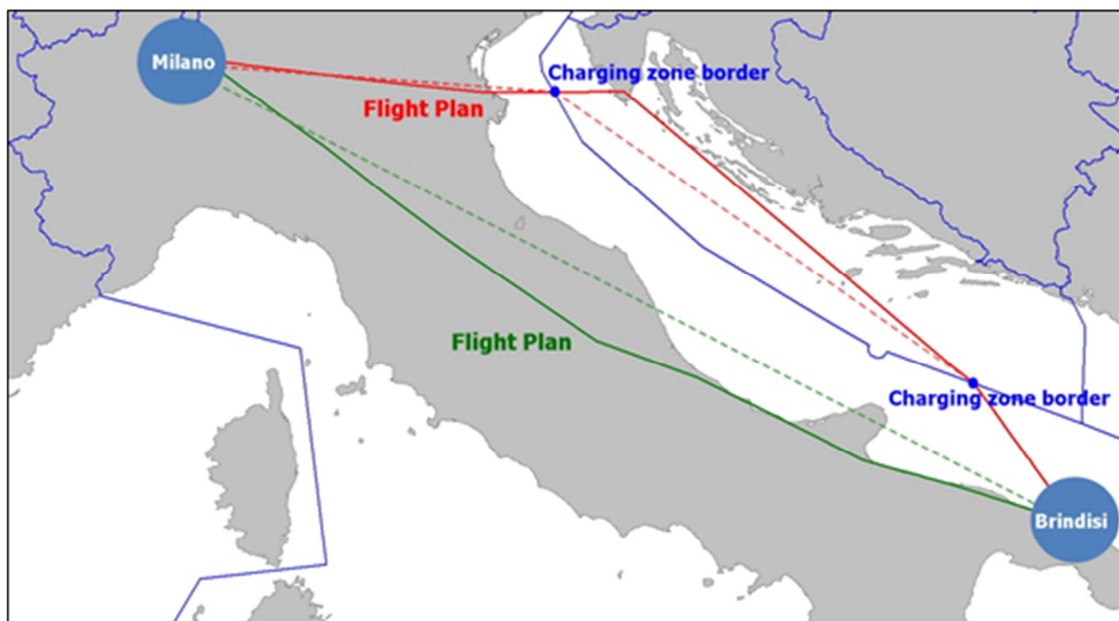 Milano
Charging zone border
Flight Plan
Flight Plan
Charging zone border
Brindisi